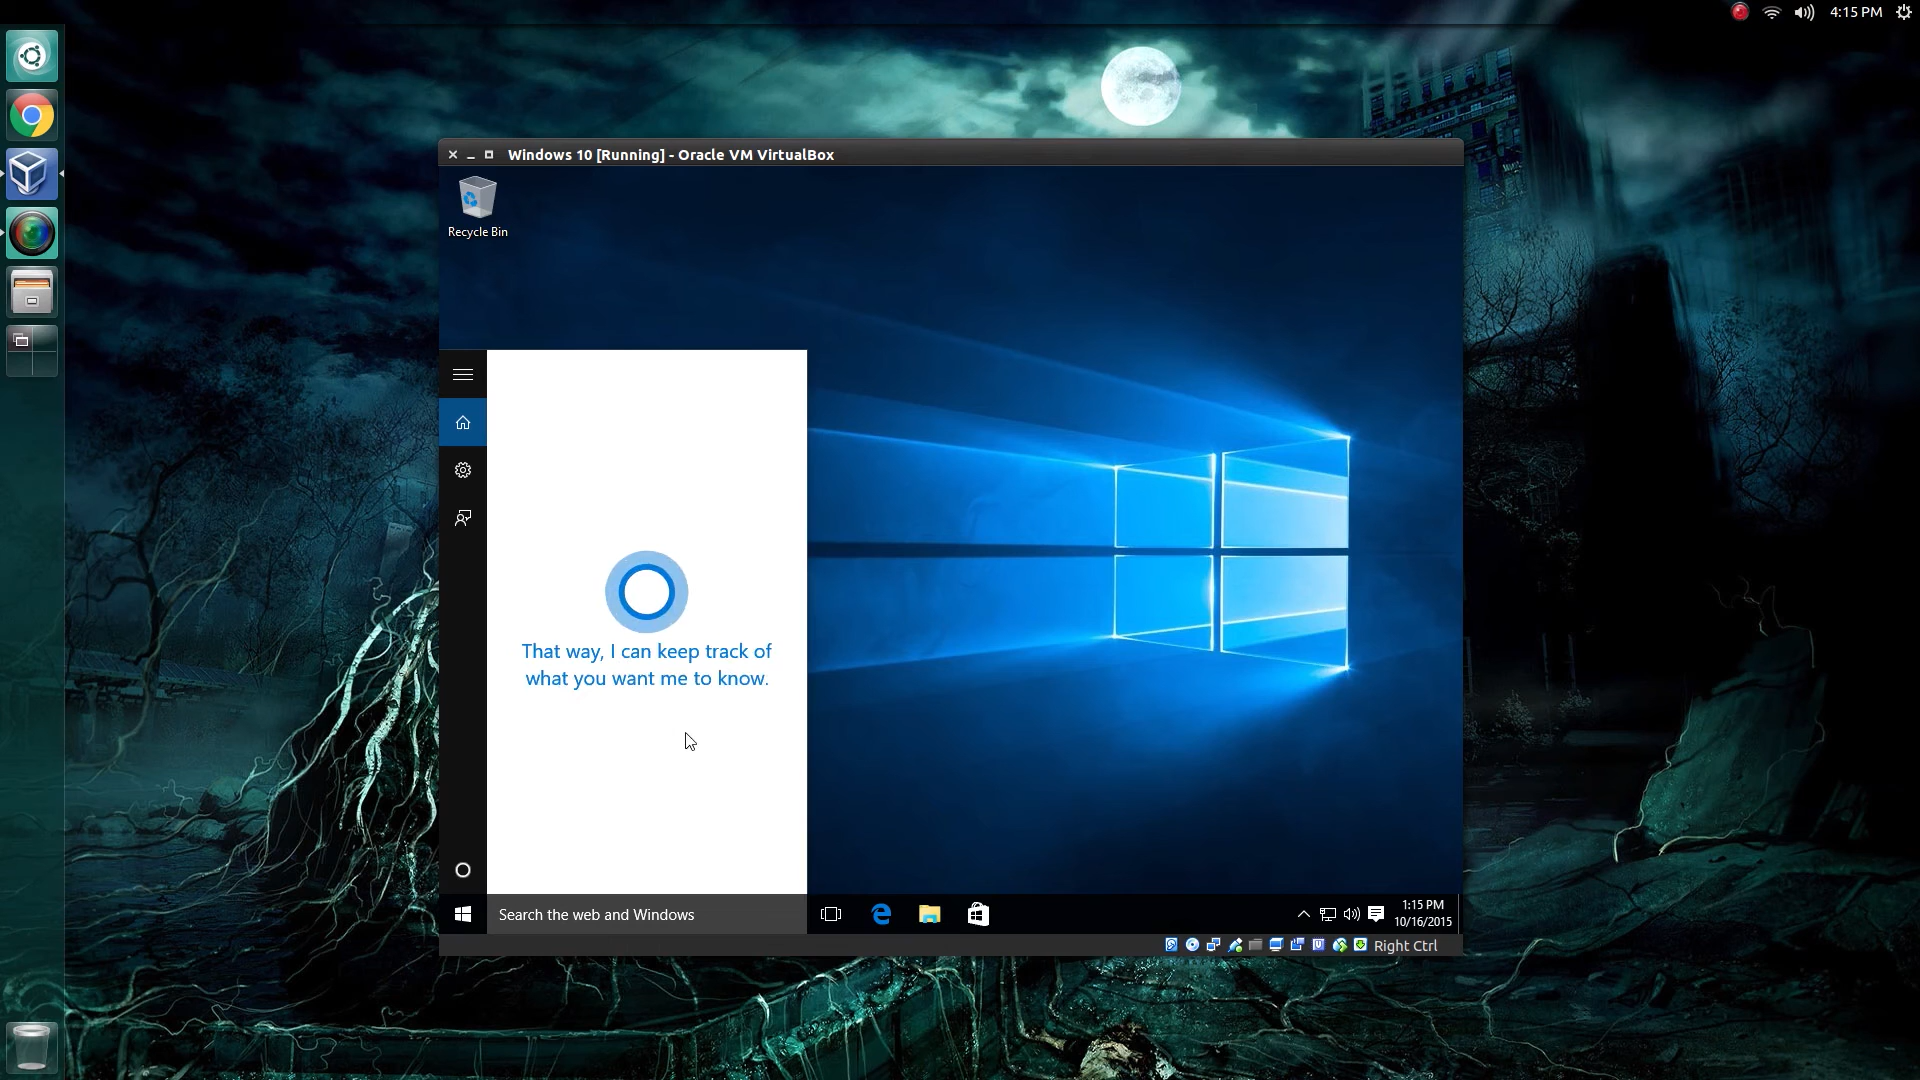 4:15 PM
Windows 10 [Running] - Oracle VM VirtualBox
Recycle Bin
That way, I can keep track of
what you want me to know.
Search the web and Windows
1:15 PM
10/16/2015
Right Ctrl